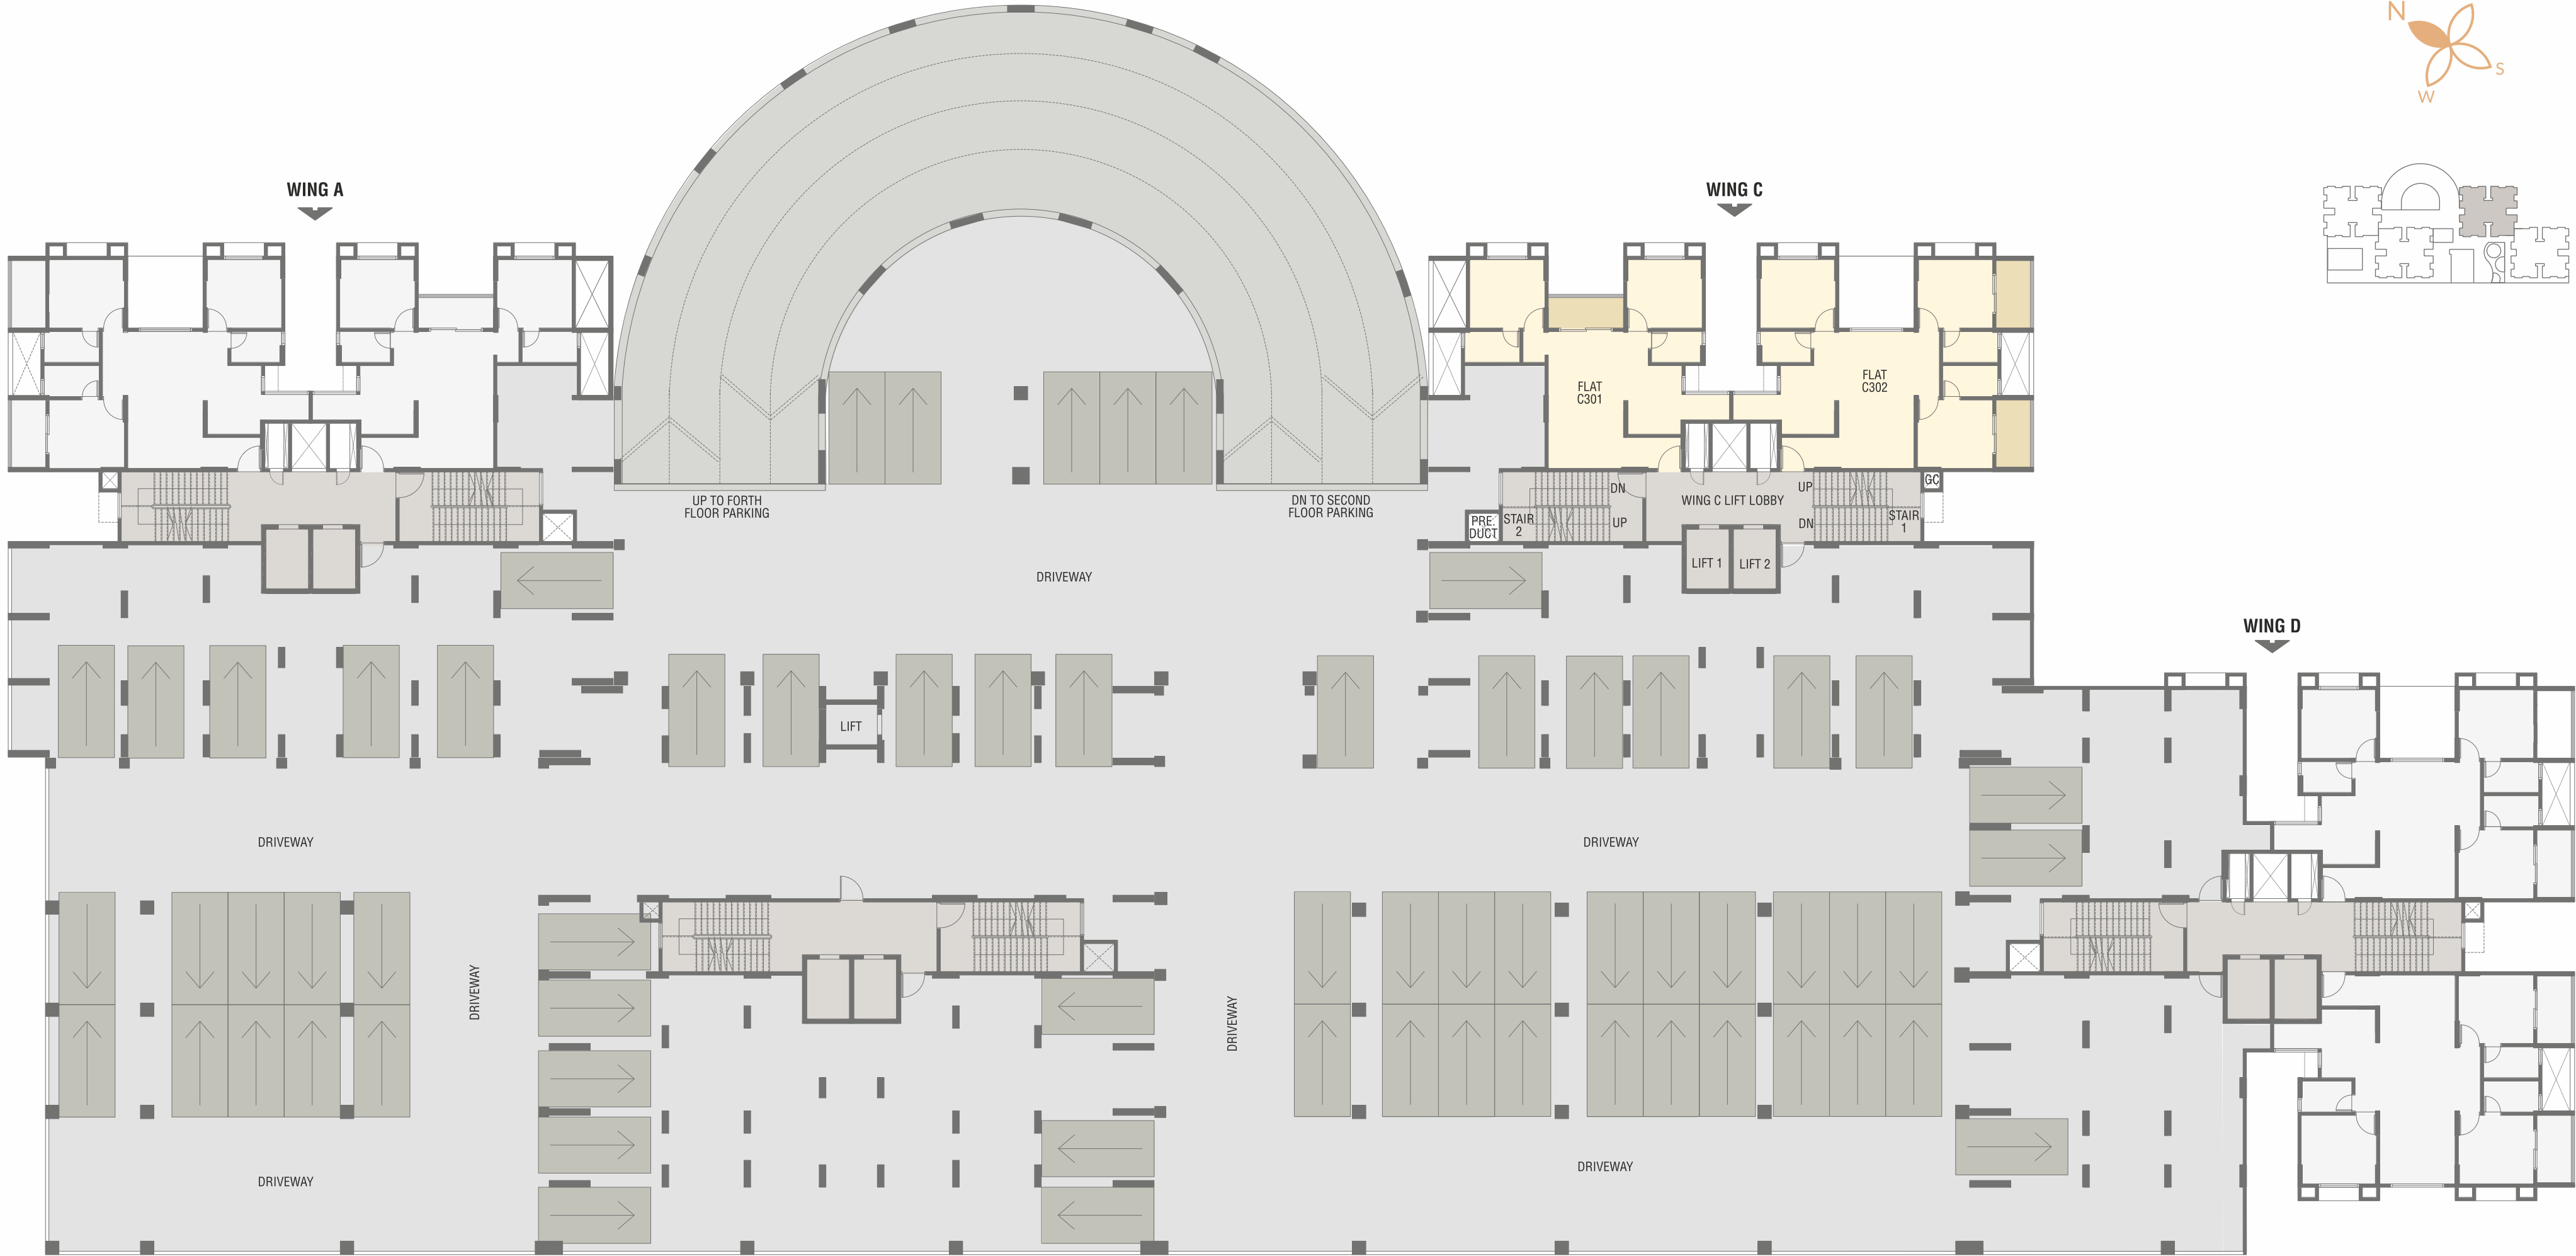 N
S
W
WING A
WING C
FLAT
C301
FLAT
C302
UP TO FORTH
FLOOR PARKING
DN TO SECOND
FLOOR PARKING
DN
UP
WING C LIFT LOBBY
UP
DN
GC
STAIR
1
STAIR
2
PRE.
DUCT
LIFT 1
LIFT 2
DRIVEWAY
WING D
LIFT
DRIVEWAY
DRIVEWAY
DRIVEWAY
DRIVEWAY
DRIVEWAY
DRIVEWAY